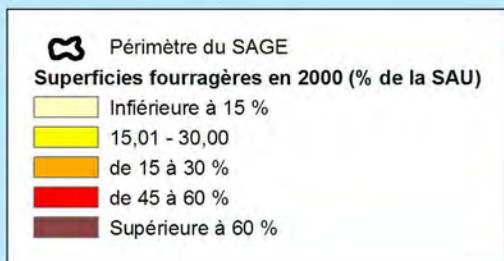 Périmètre du SAGE
Superficies fourragères en 2000 (% de la SAU)
Infiérieure à 15 %
15,01 - 30,00
de 15 à 30 %
de 45 à 60 %
Supérieure à 60 %